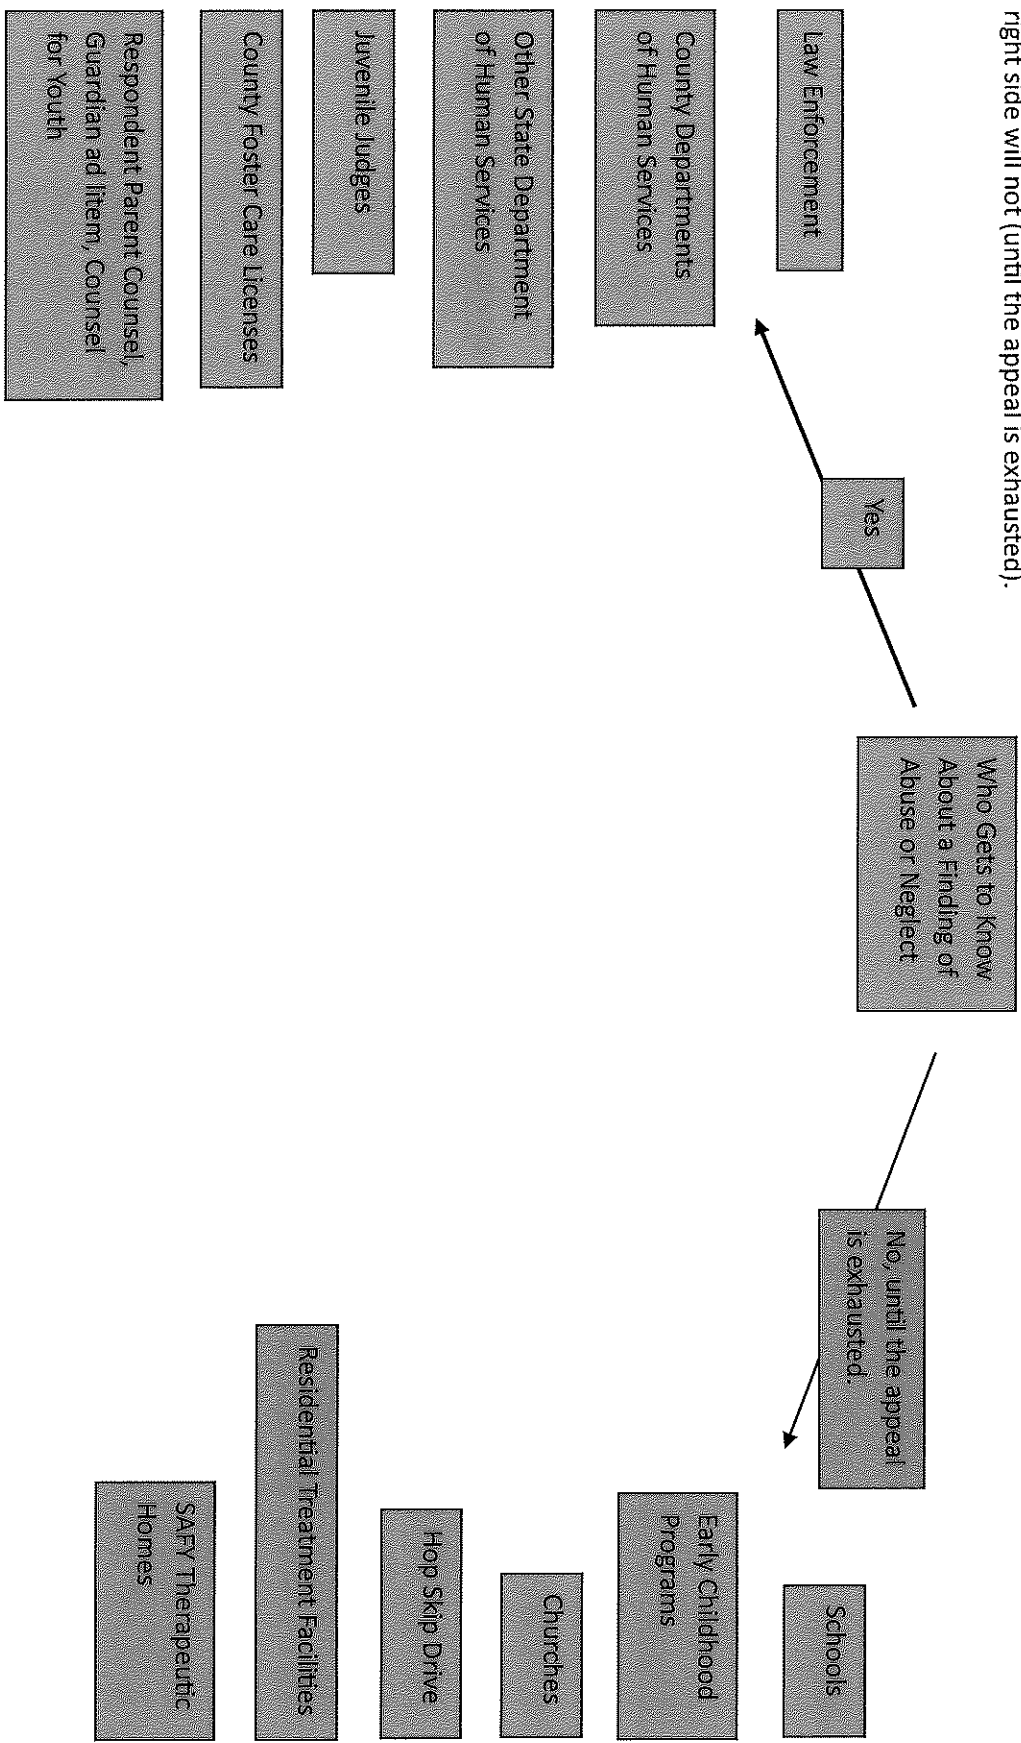 right side will not (until the appeal is exhausted).
Who Gets to Know
About a Finding of
Abuse or Neglect
Yes
No, until the appeal
is exhausted.
Law Enforcement
County Departments
of Human Services
Other State Department
of Human Services
Juvenile Judges
County Foster Care Licenses
Respondent Parent Counsel,
Guardian ad litem, Counsel
for Youth
Schools
Early Childhood
Programs
Churches
Hop Skip Drive
Residential Treatment Facilities
SAFY Therapeutic
Homes